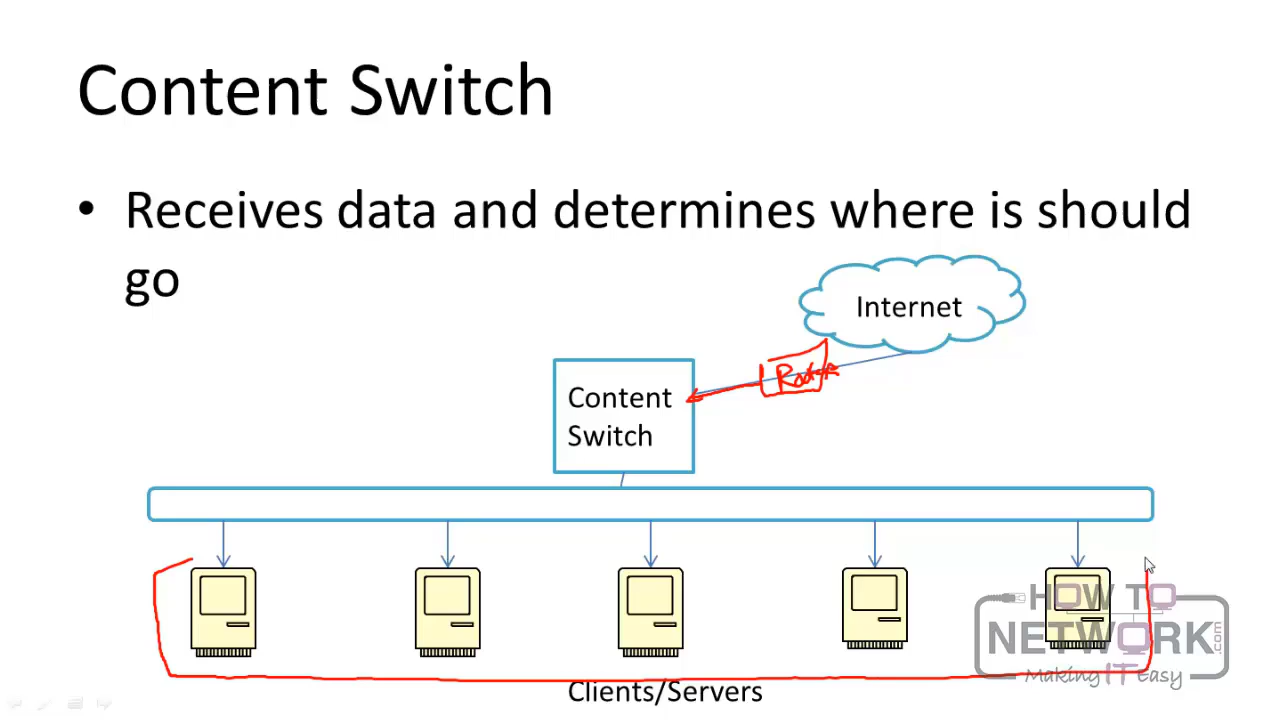 Content Switch
• Receives data and determines where is should
go
Internet
Content
Switch
Router
Clients/Servers
HOW TO
NETWORK.com
Making IT Easy